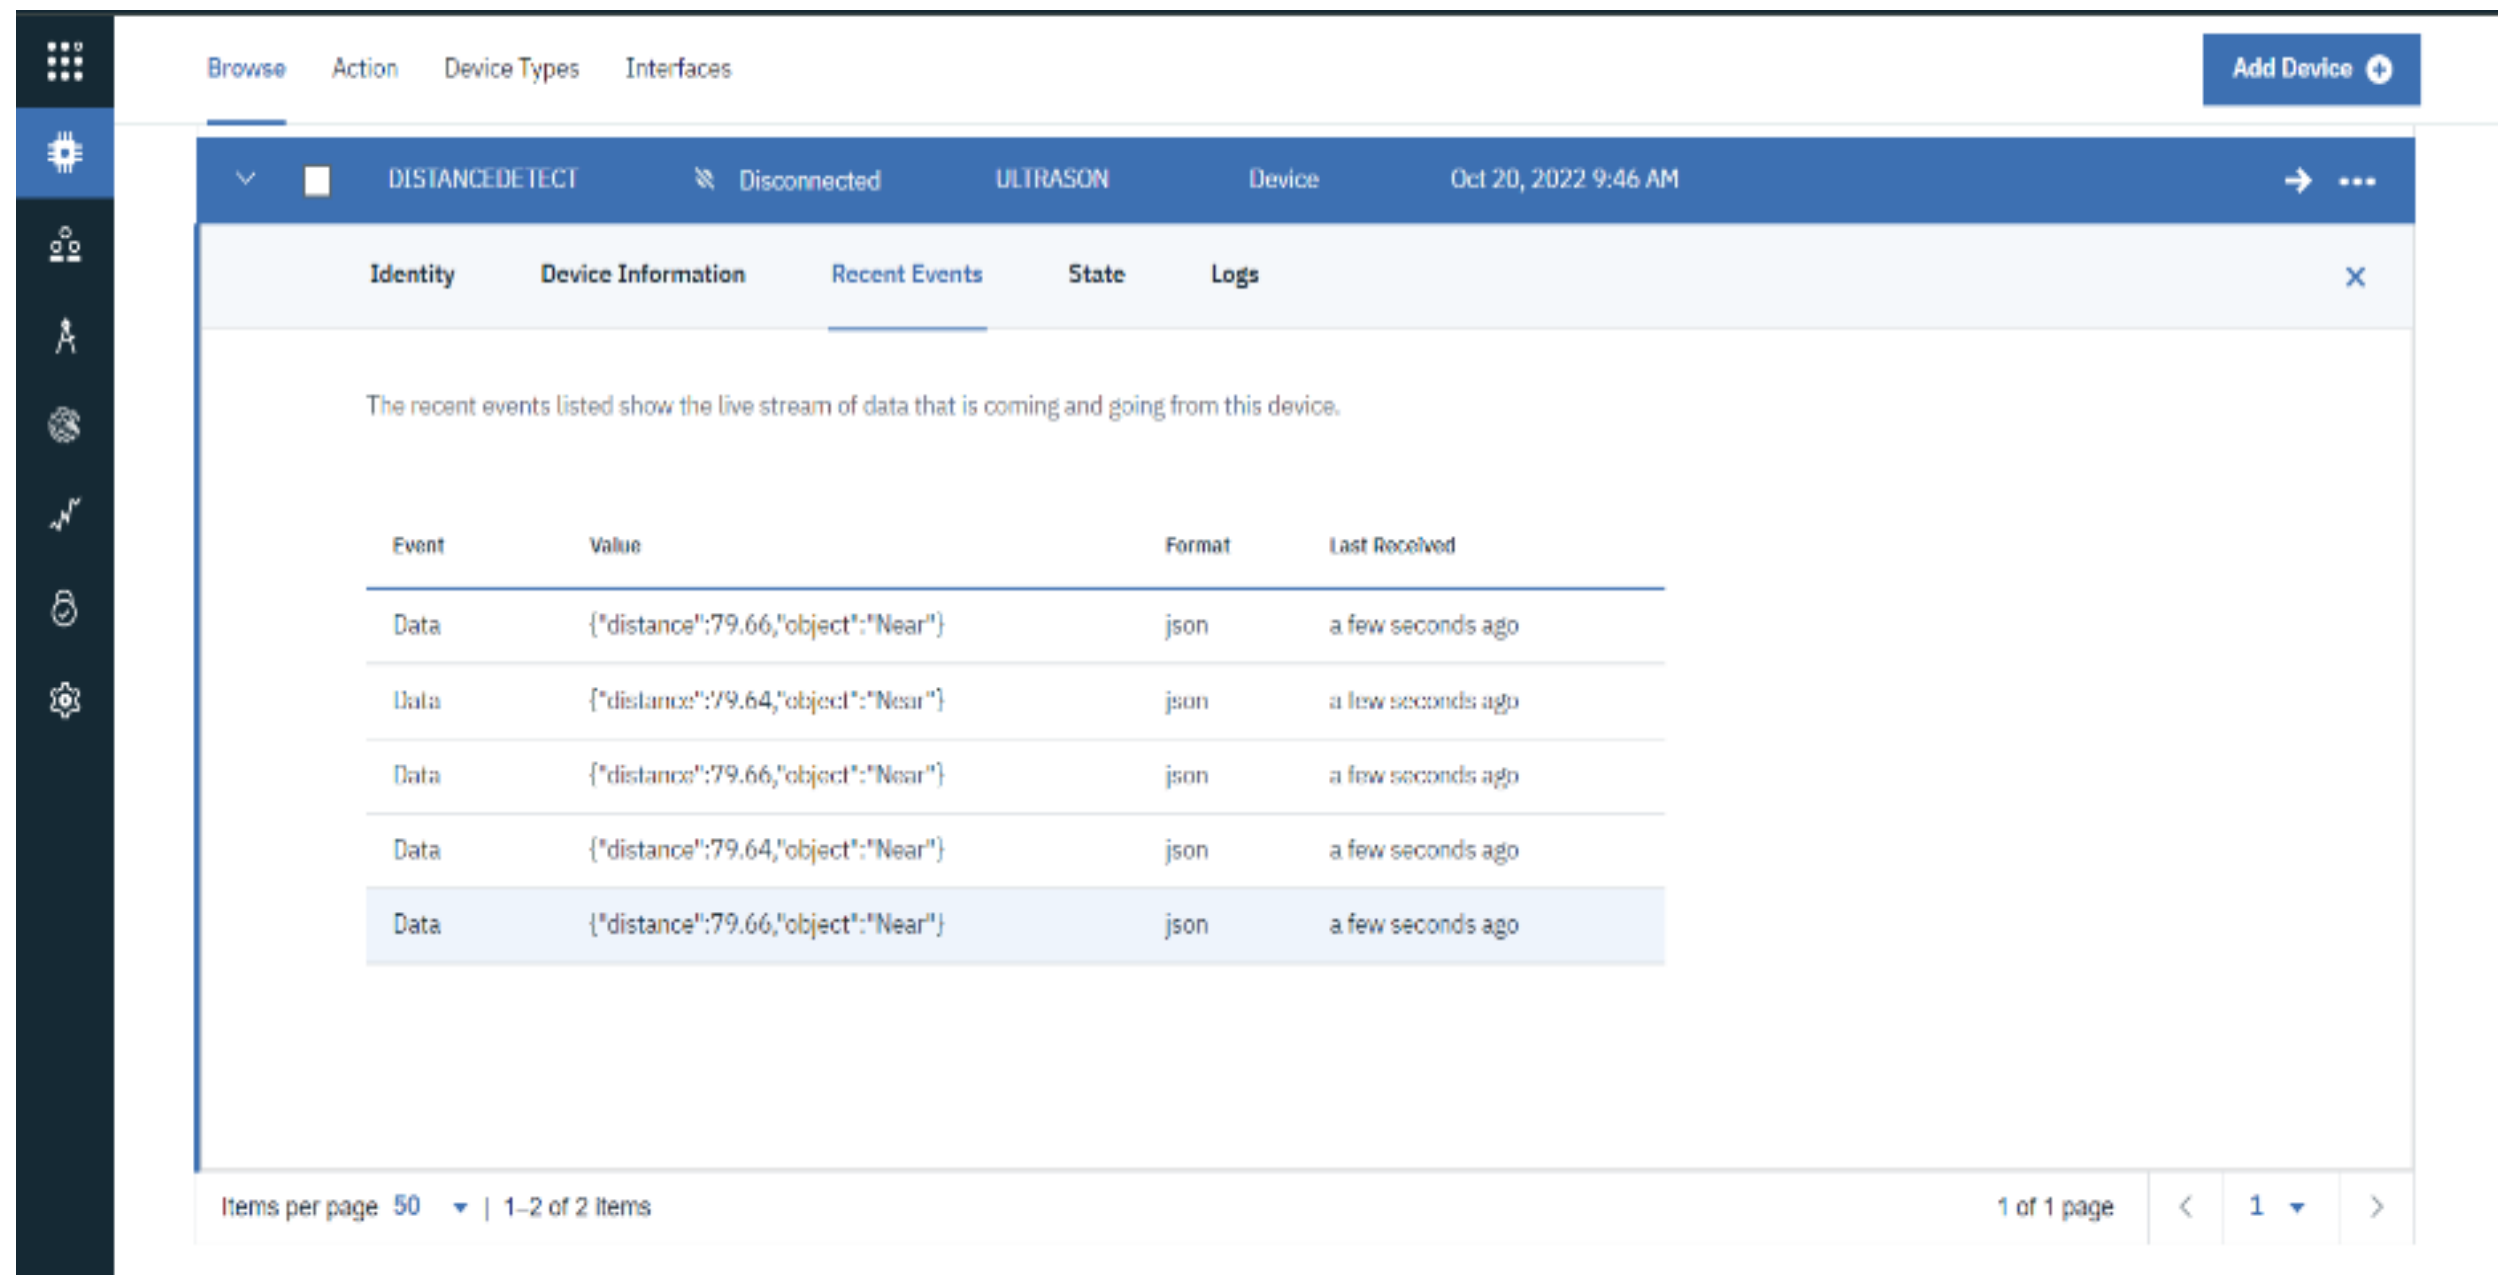 Browse Action Device Types Interfaces Add Device
DISTANCEDETECT Disconnected ULTRASON Device Oct 20, 2022 9:46 AM
Identity Device Information Recent Events State Logs
The recent events listed show the live stream of data that is coming and going from this device.
Event Value Format Last Received
Data {"distance":79.66,"object":"Near"} json a few seconds ago
Data {"distance":79.64,"object":"Near"} json a few seconds ago
Data {"distance":79.66,"object":"Near"} json a few seconds ago
Data {"distance":79.64,"object":"Near"} json a few seconds ago
Data {"distance":79.66,"object":"Near"} json a few seconds ago
Items per page 50 | 1–2 of 2 items 1 of 1 page 1